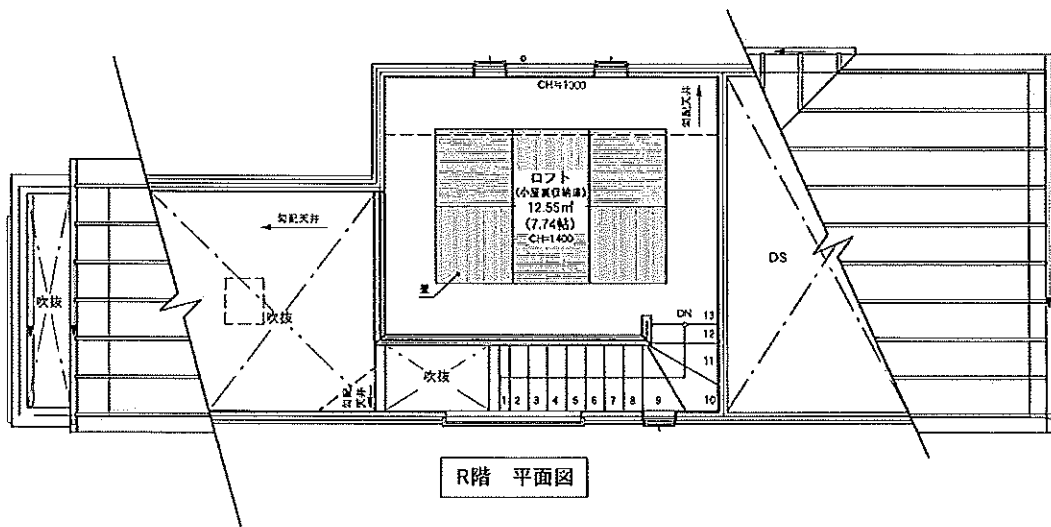 CH≒1000
勾配天井
ロフト
(小屋裏収納庫)
12.55㎡
(7.74帖)
CH=1400
勾配天井
吹抜
吹抜
畳
DS
DN
13
12
11
10
吹抜
勾配
天井
1 2 3 4 5 6 7 8 9
R階 平面図